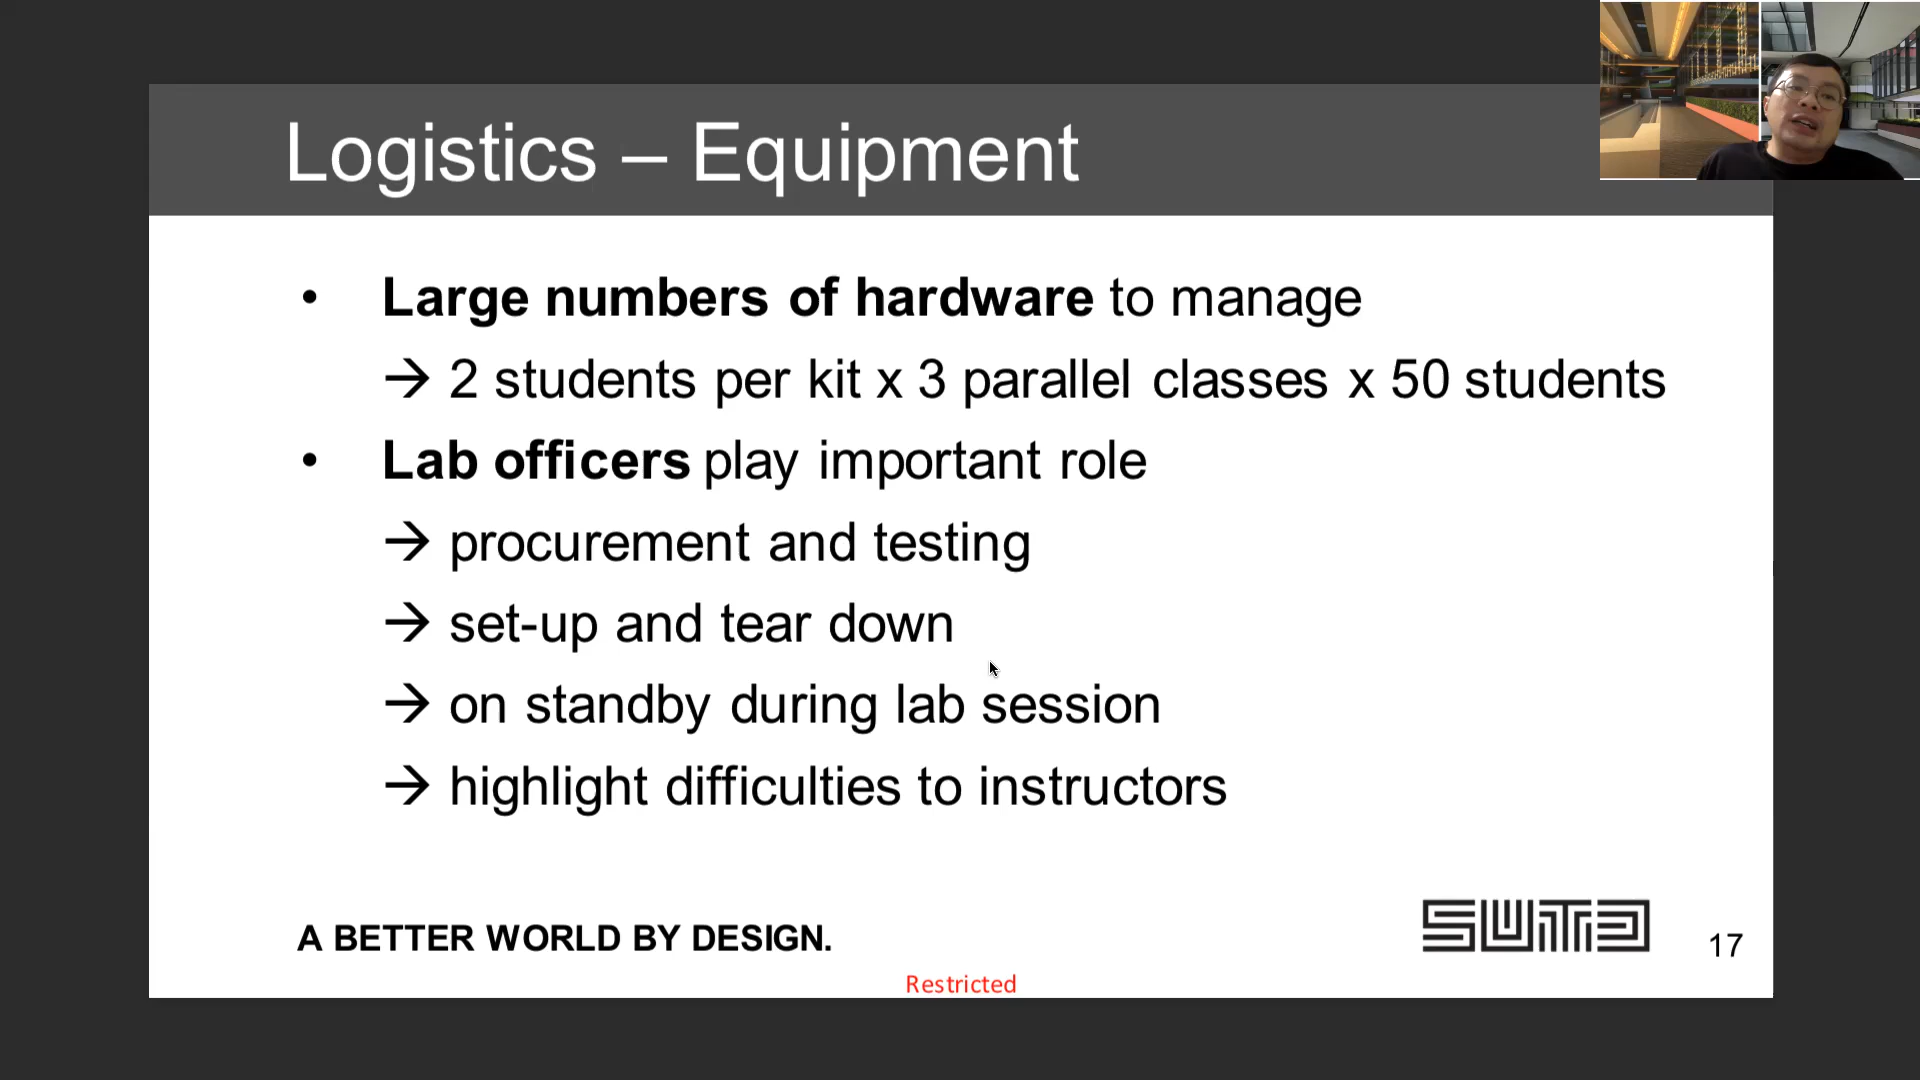 Logistics – Equipment
• Large numbers of hardware to manage
→ 2 students per kit x 3 parallel classes x 50 students
• Lab officers play important role
→ procurement and testing
→ set-up and tear down
→ on standby during lab session
→ highlight difficulties to instructors
A BETTER WORLD BY DESIGN.
SUTD
17
Restricted